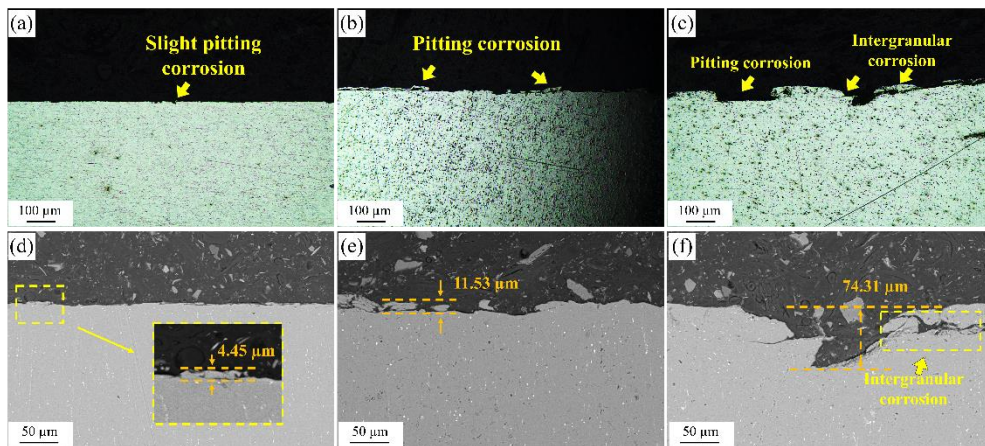 (a)
Slight pitting
corrosion
100 µm
(b)
Pitting corrosion
100 µm
(c)
Pitting corrosion
Intergranular
corrosion
100 µm
(d)
4.45 µm
50 µm
(e)
11.53 µm
50 µm
(f)
74.31 µm
Intergranular
corrosion
50 µm